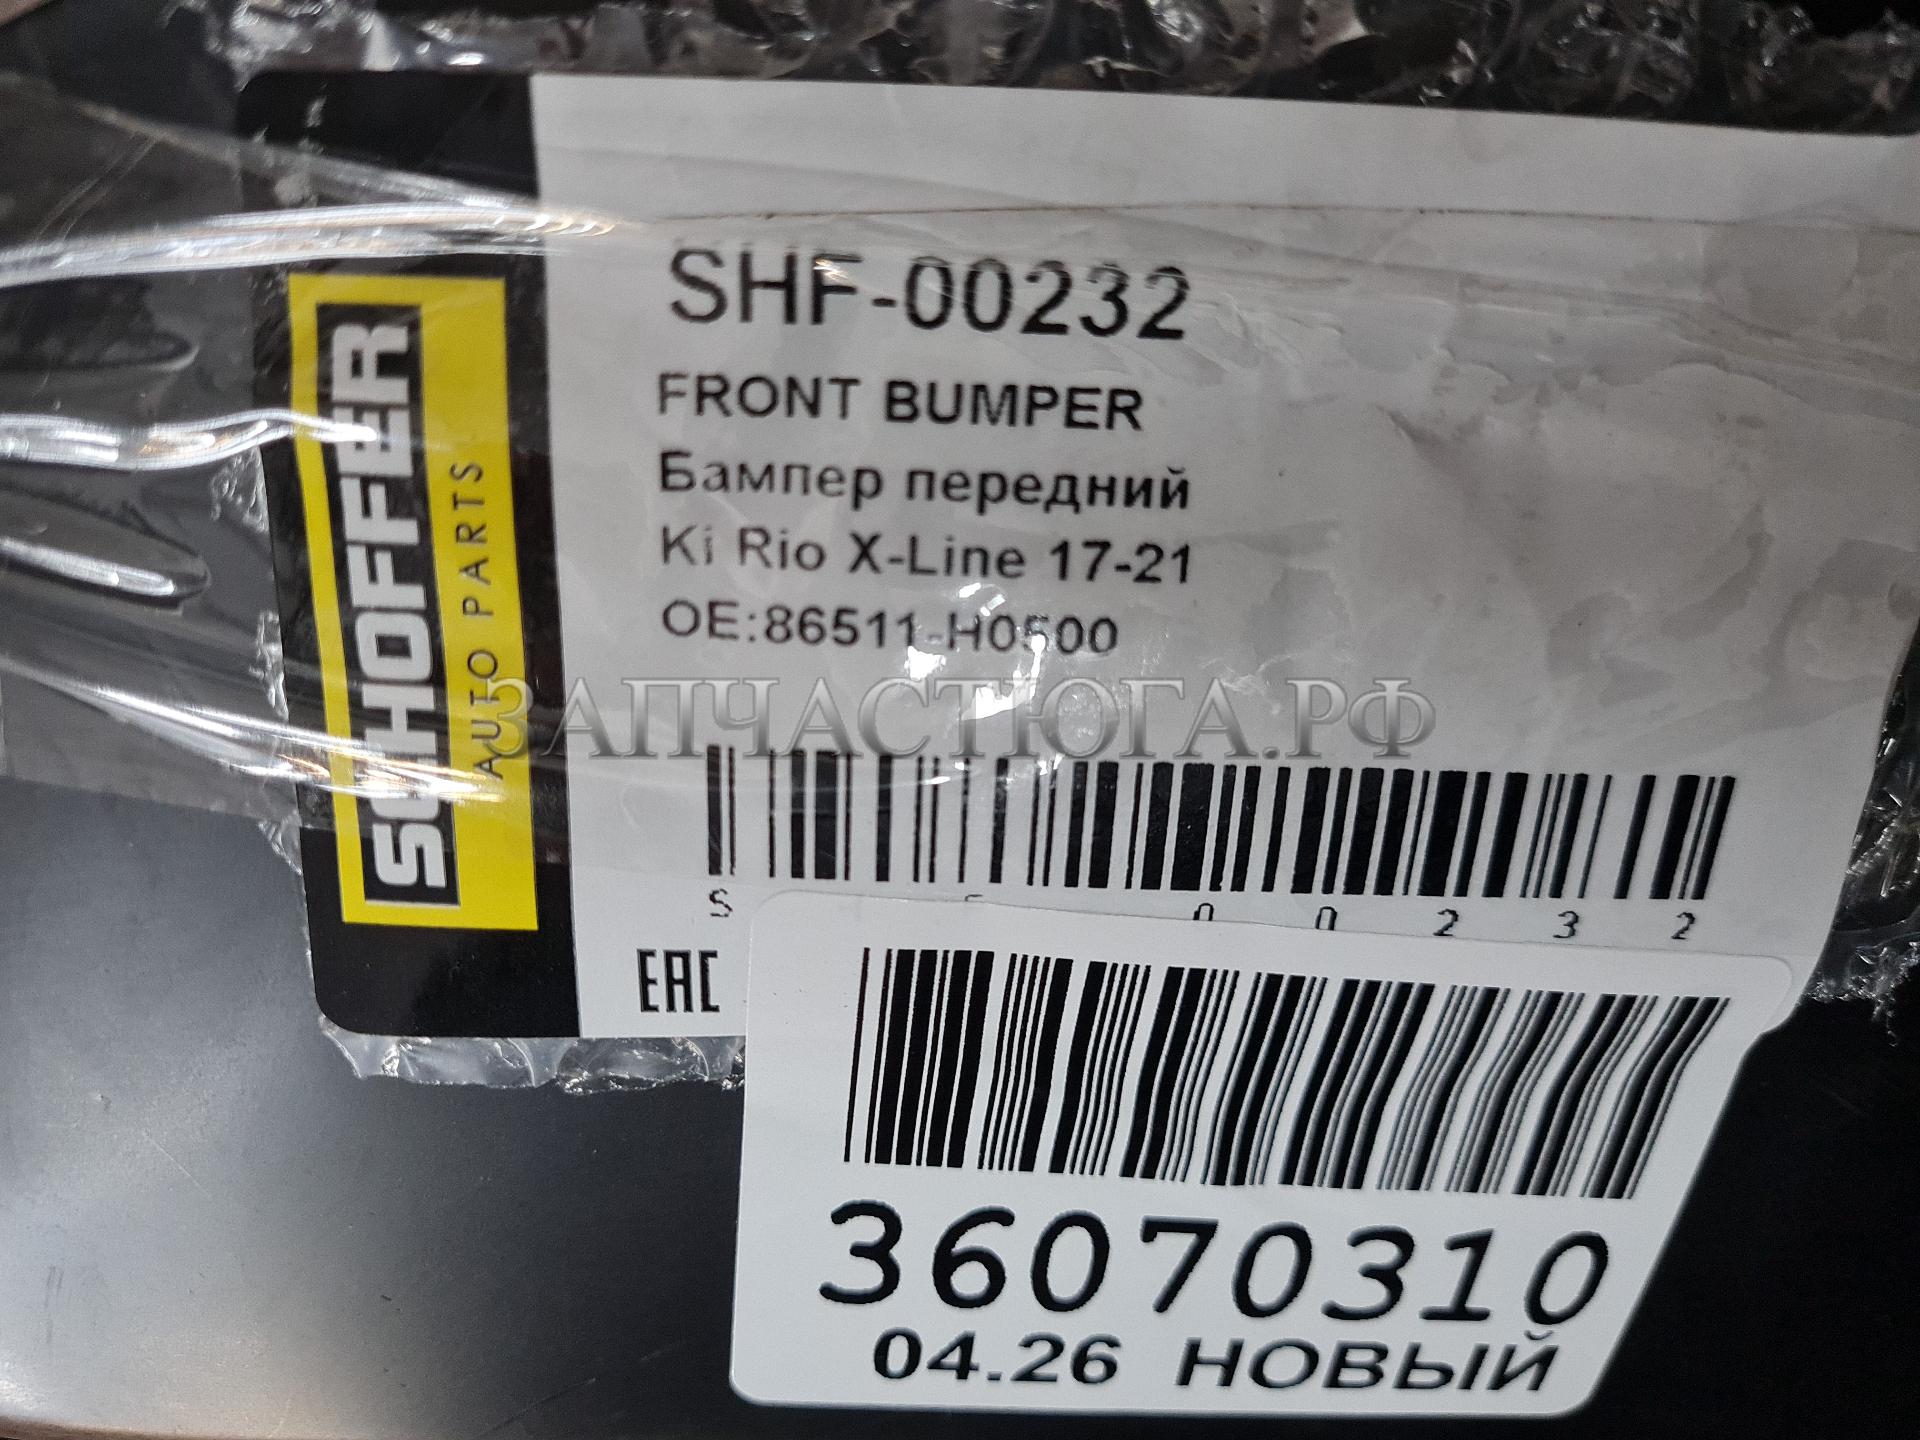 SCHOFFER
AUTO PARTS
SHF-00232
FRONT BUMPER
Бампер передний
Ki Rio X-Line 17-21
OE:86511-H0500
ЗАПЧАСТЮГА.РФ
S 0 0 2 3 2
EAC
36070310
04.26 НОВЫЙ